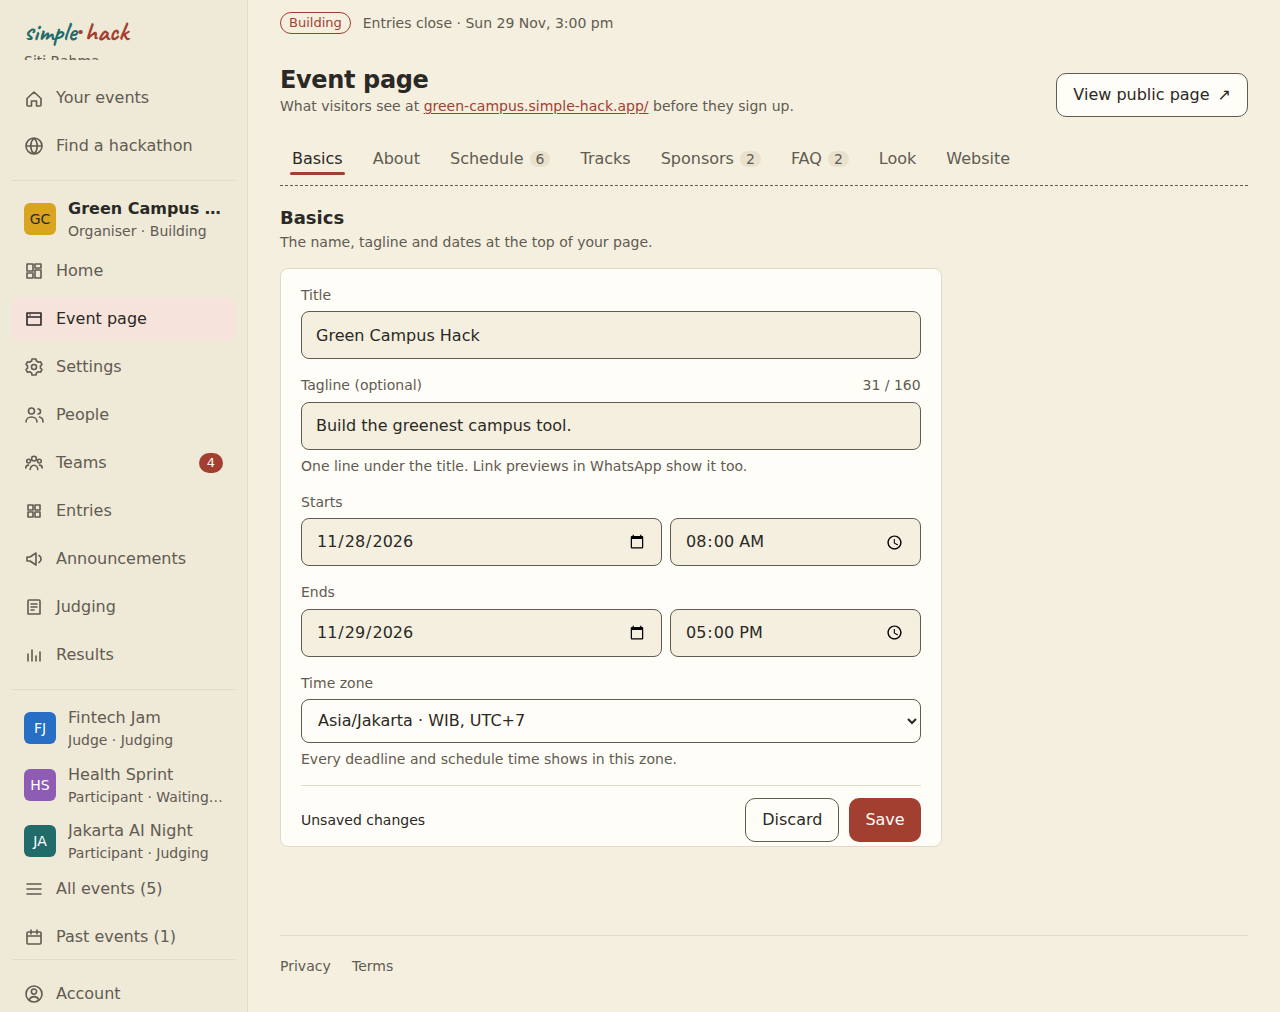 simple·hack
Siti Rahma
Your events
Find a hackathon
GC
Green Campus …
Organiser · Building
Home
Event page
Settings
People
Teams 4
Entries
Announcements
Judging
Results
FJ
Fintech Jam
Judge · Judging
HS
Health Sprint
Participant · Waiting…
JA
Jakarta AI Night
Participant · Judging
All events (5)
Past events (1)
Account
Building Entries close · Sun 29 Nov, 3:00 pm
Event page
What visitors see at green-campus.simple-hack.app/ before they sign up.
View public page ↗
Basics About Schedule 6 Tracks Sponsors 2 FAQ 2 Look Website
Basics
The name, tagline and dates at the top of your page.
Title
Green Campus Hack
Tagline (optional) 31 / 160
Build the greenest campus tool.
One line under the title. Link previews in WhatsApp show it too.
Starts
11/28/2026 08:00 AM
Ends
11/29/2026 05:00 PM
Time zone
Asia/Jakarta · WIB, UTC+7
Every deadline and schedule time shows in this zone.
Unsaved changes Discard Save
Privacy Terms